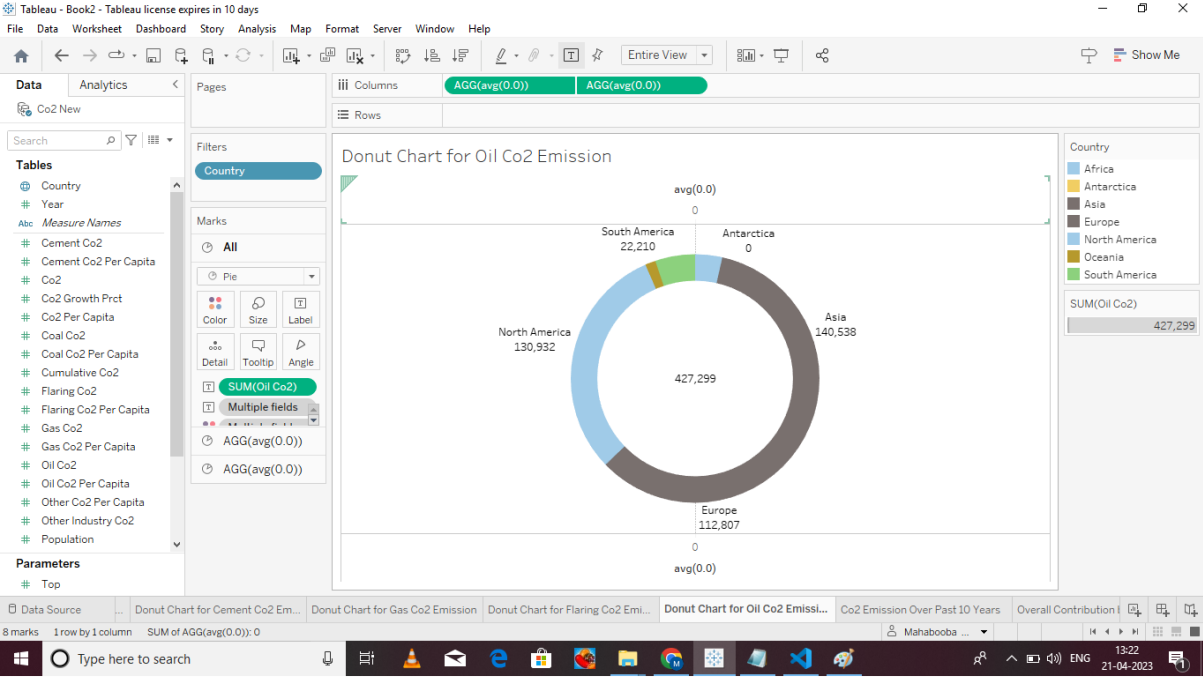 Tableau - Book2 - Tableau license expires in 10 days
File Data Worksheet Dashboard Story Analysis Map Format Server Window Help
Entire View
Show Me
Data Analytics
Co2 New
Search
Tables
Country
Year
Abc Measure Names
Cement Co2
Cement Co2 Per Capita
Co2
Co2 Growth Prct
Co2 Per Capita
Coal Co2
Coal Co2 Per Capita
Cumulative Co2
Flaring Co2
Flaring Co2 Per Capita
Gas Co2
Gas Co2 Per Capita
Oil Co2
Oil Co2 Per Capita
Other Co2 Per Capita
Other Industry Co2
Population
Parameters
Top
Pages
Filters
Country
Marks
All
Pie
Color Size Label
Detail Tooltip Angle
SUM(Oil Co2)
Multiple fields
AGG(avg(0.0))
AGG(avg(0.0))
Columns AGG(avg(0.0)) AGG(avg(0.0))
Rows
Donut Chart for Oil Co2 Emission
avg(0.0)
0
South America
22,210
Antarctica
0
Asia
140,538
North America
130,932
427,299
Europe
112,807
0
avg(0.0)
Country
Africa
Antarctica
Asia
Europe
North America
Oceania
South America
SUM(Oil Co2)
427,299
Data Source ... Donut Chart for Cement Co2 Em... Donut Chart for Gas Co2 Emission Donut Chart for Flaring Co2 Emi... Donut Chart for Oil Co2 Emissi... Co2 Emission Over Past 10 Years Overall Contribution
8 marks 1 row by 1 column SUM of AGG(avg(0.0)): 0 Mahabooba ...
Type here to search
ENG
13:22
21-04-2023
1